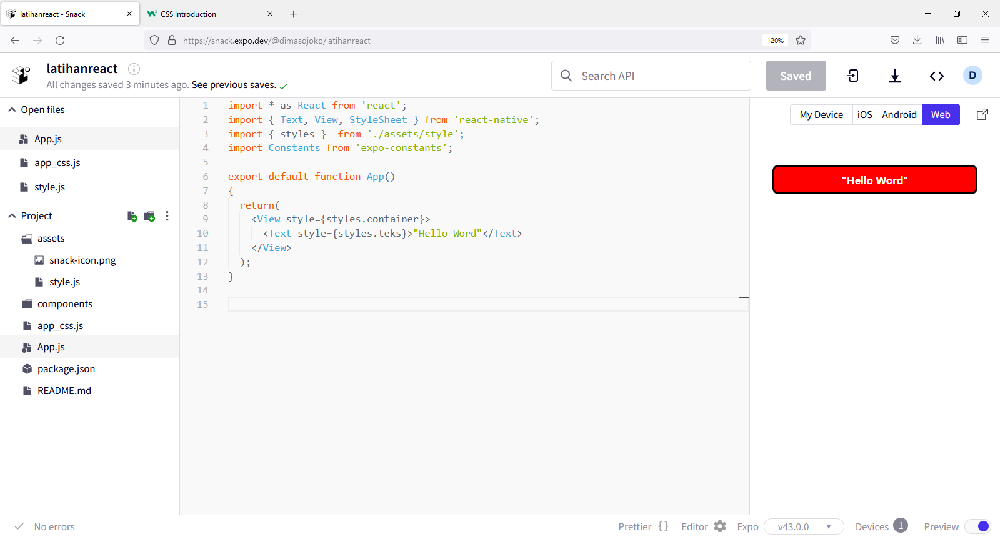 latihanreact - Snack
CSS Introduction
https://snack.expo.dev/@dimasdjoko/latihanreact
120%
latihanreact
All changes saved 3 minutes ago. See previous saves.
Search API
Saved
D
Open files
App.js
app_css.js
style.js
Project
assets
snack-icon.png
style.js
components
app_css.js
App.js
package.json
README.md
1 import * as React from 'react';
2 import { Text, View, StyleSheet } from 'react-native';
3 import { styles }  from './assets/style';
4 import Constants from 'expo-constants';
5
6 export default function App()
7 {
8   return(
9     <View style={styles.container}>
10       <Text style={styles.teks}>"Hello Word"</Text>
11     </View>
12   );
13 }
14
15
My Device iOS Android Web
"Hello Word"
No errors
Prettier {} Editor Expo v43.0.0 Devices 1 Preview